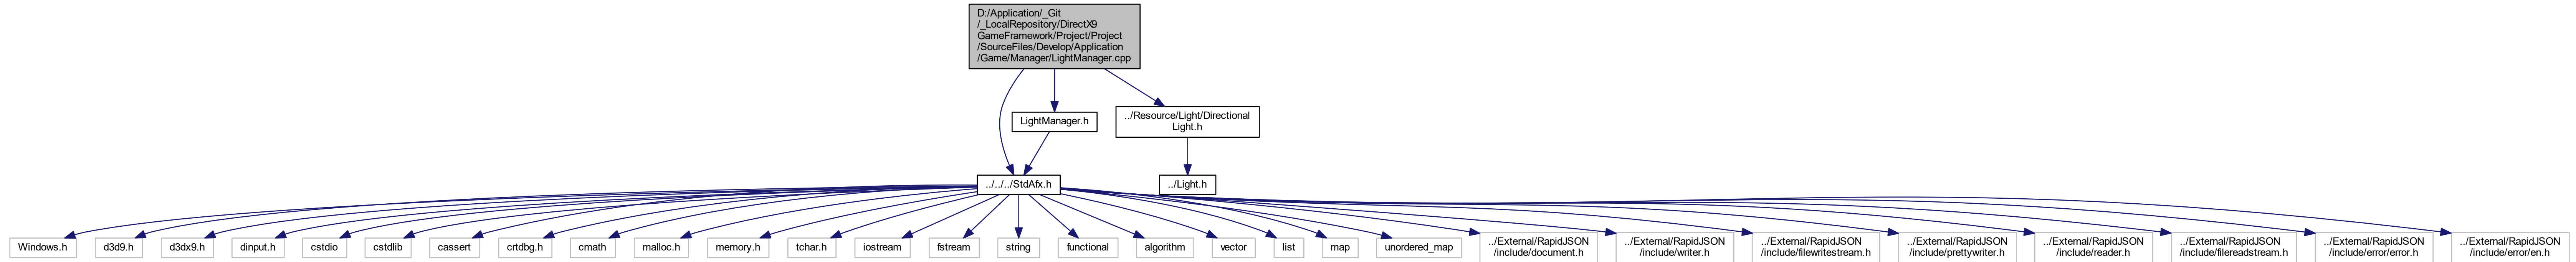 D:/Application/_Git
/_LocalRepository/DirectX9
GameFramework/Project/Project
/SourceFiles/Develop/Application
/Game/Manager/LightManager.cpp
LightManager.h
../Resource/Light/Directional
Light.h
../../../StdAfx.h
../Light.h
Windows.h
d3d9.h
d3dx9.h
dinput.h
cstdio
cstdlib
cassert
crtdbg.h
cmath
malloc.h
memory.h
tchar.h
iostream
fstream
string
functional
algorithm
vector
list
map
unordered_map
../External/RapidJSON
/include/document.h
../External/RapidJSON
/include/writer.h
../External/RapidJSON
/include/filewritestream.h
../External/RapidJSON
/include/prettywriter.h
../External/RapidJSON
/include/reader.h
../External/RapidJSON
/include/filereadstream.h
../External/RapidJSON
/include/error/error.h
../External/RapidJSON
/include/error/en.h